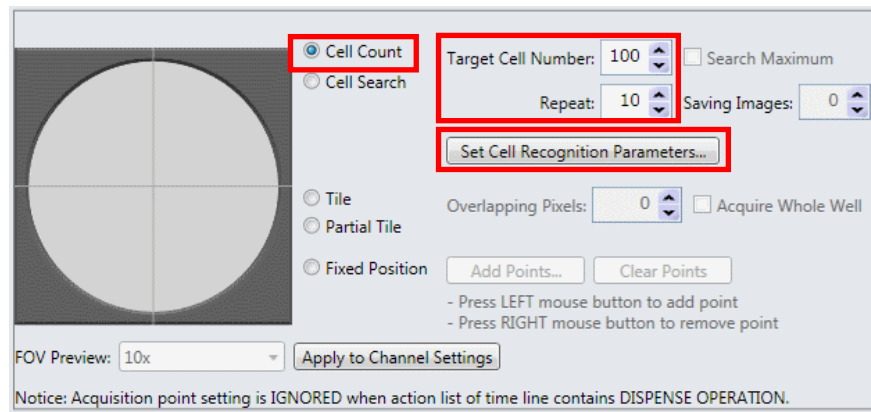 Cell Count
Target Cell Number: 100 Search Maximum
Cell Search
Repeat: 10 Saving Images: 0
Set Cell Recognition Parameters...
Tile
Overlapping Pixels: 0 Acquire Whole Well
Partial Tile
Fixed Position Add Points... Clear Points
- Press LEFT mouse button to add point
- Press RIGHT mouse button to remove point
FOV Preview: 10x Apply to Channel Settings
Notice: Acquisition point setting is IGNORED when action list of time line contains DISPENSE OPERATION.